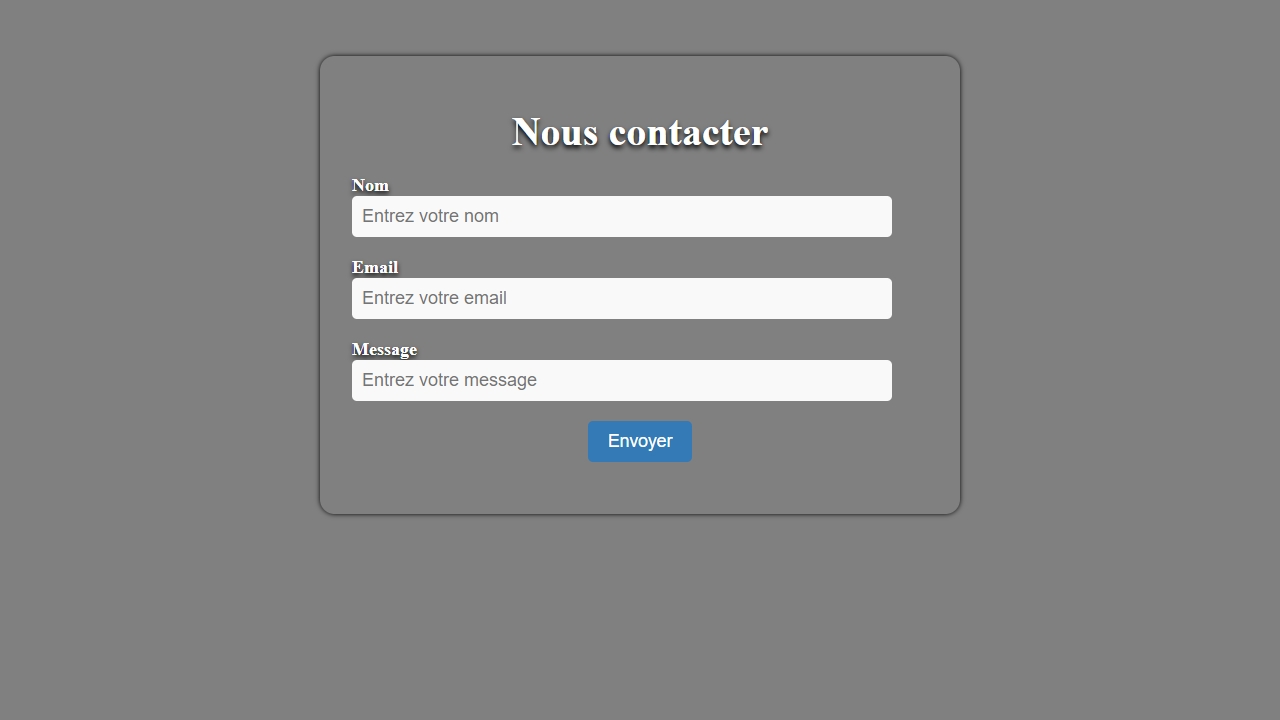 Nous contacter
Nom
Entrez votre nom
Email
Entrez votre email
Message
Entrez votre message
Envoyer